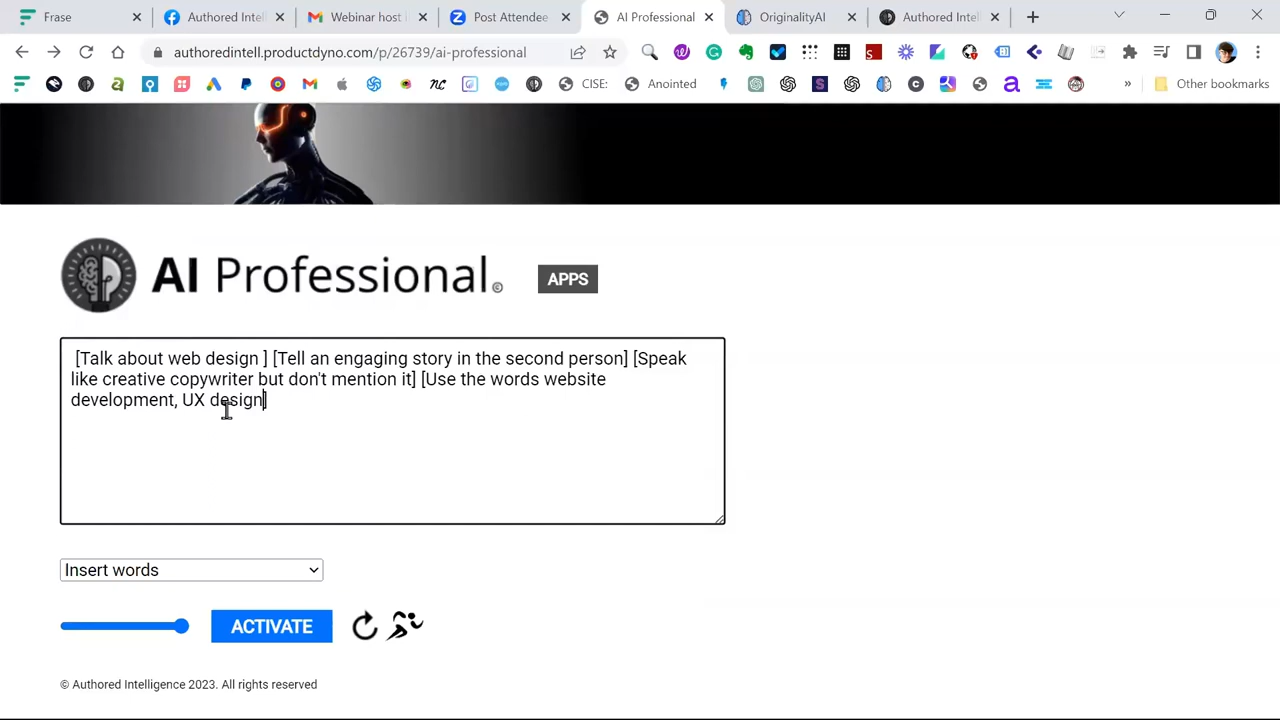 Frase
Authored Intell
Webinar host i
Post Attendee
AI Professional
OriginalityAI
Authored Intell
authoredintell.productdyno.com/p/26739/ai-professional
CISE:
Anointed
Other bookmarks
AI Professional
APPS
[Talk about web design ] [Tell an engaging story in the second person] [Speak
like creative copywriter but don't mention it] [Use the words website
development, UX design]
Insert words
ACTIVATE
© Authored Intelligence 2023. All rights reserved